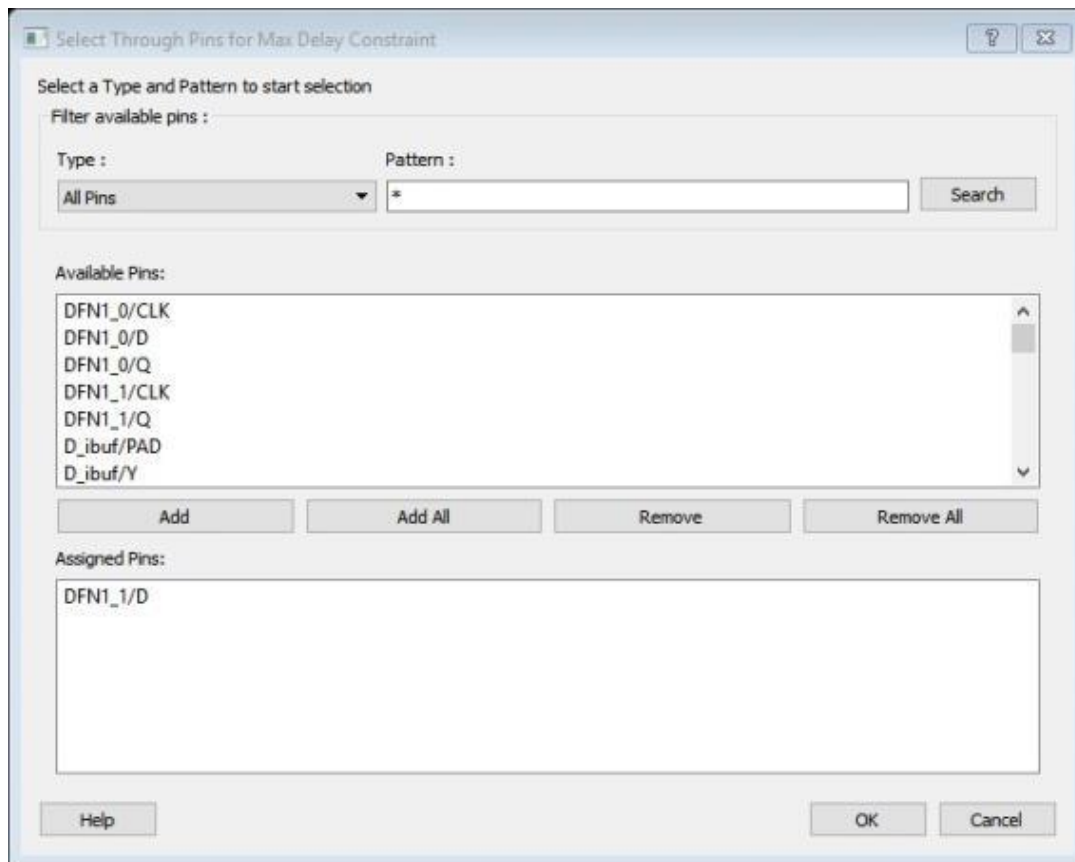 Select Through Pins for Max Delay Constraint
Select a Type and Pattern to start selection
Filter available pins :
Type : Pattern :
All Pins * Search
Available Pins:
DFN1_0/CLK
DFN1_0/D
DFN1_0/Q
DFN1_1/CLK
DFN1_1/Q
D_ibuf/PAD
D_ibuf/Y
Add Add All Remove Remove All
Assigned Pins:
DFN1_1/D
Help OK Cancel